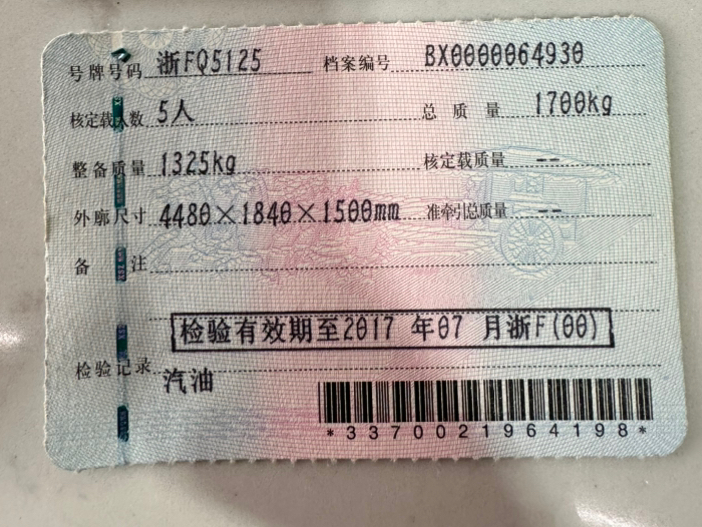 号牌号码 浙FQ5125 档案编号 BX0000064930
核定载人数 5人 总质量 1700kg
整备质量 1325kg 核定载质量 --
外廓尺寸 4480×1840×1500mm 准牵引总质量 --
备注
检验有效期至2017 年07 月浙F(00)
检验记录 汽油
*3370021964198*